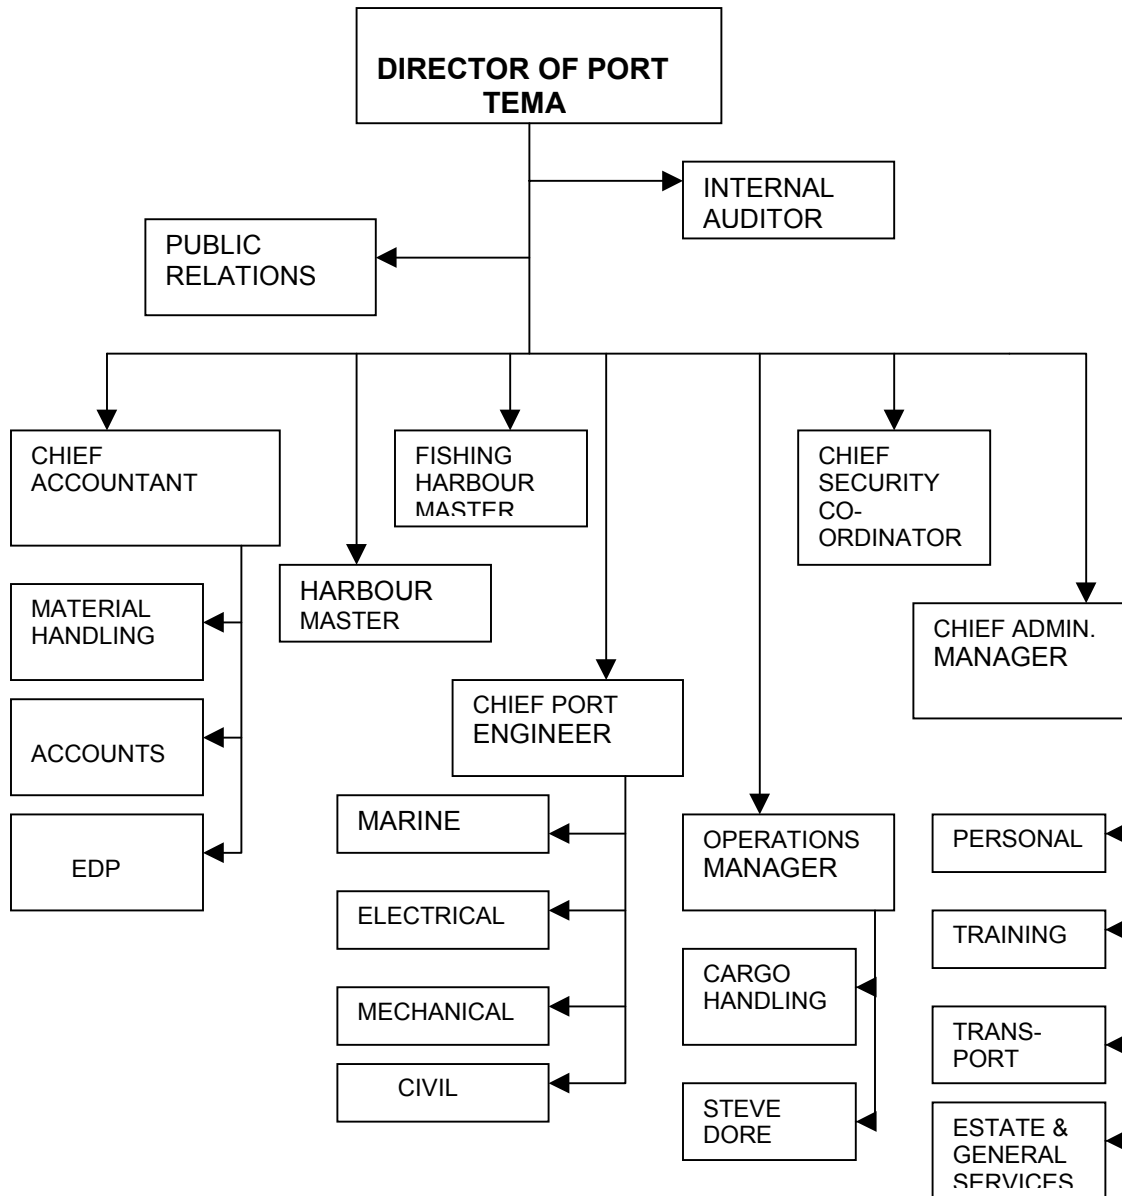 DIRECTOR OF PORT
TEMA
INTERNAL
AUDITOR
PUBLIC
RELATIONS
CHIEF
ACCOUNTANT
FISHING
HARBOUR
MASTER
CHIEF
SECURITY
CO-
ORDINATOR
HARBOUR
MASTER
MATERIAL
HANDLING
CHIEF ADMIN.
MANAGER
CHIEF PORT
ENGINEER
ACCOUNTS
EDP
MARINE
ELECTRICAL
MECHANICAL
CIVIL
OPERATIONS
MANAGER
CARGO
HANDLING
STEVE
DORE
PERSONAL
TRAINING
TRANS-
PORT
ESTATE &
GENERAL
SERVICES